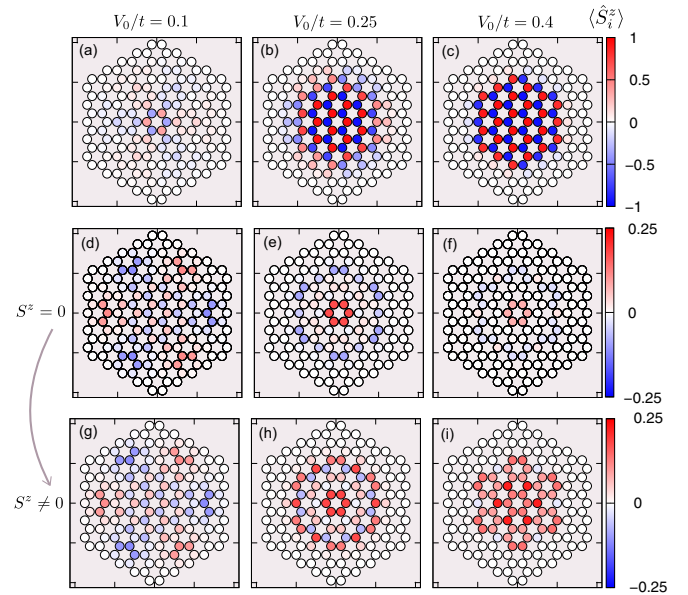 V₀/t = 0.1 V₀/t = 0.25 V₀/t = 0.4 ⟨Ŝᵢᶻ⟩
(a) (b) (c) 1
0.5
0
−0.5
−1
(d) (e) (f) 0.25
Sᶻ = 0 0
−0.25
(g) (h) (i) 0.25
Sᶻ ≠ 0 0
−0.25